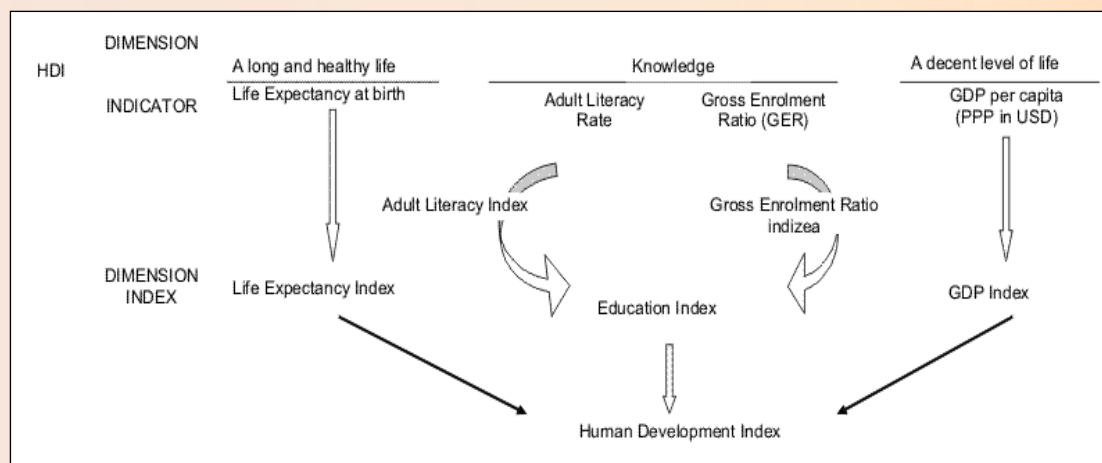 DIMENSION
HDI
A long and healthy life
Knowledge
A decent level of life
INDICATOR
Life Expectancy at birth
Adult Literacy
Rate
Gross Enrolment
Ratio (GER)
GDP per capita
(PPP in USD)
Adult Literacy Index
Gross Enrolment Ratio
indizea
DIMENSION
INDEX
Life Expectancy Index
Education Index
GDP Index
Human Development Index